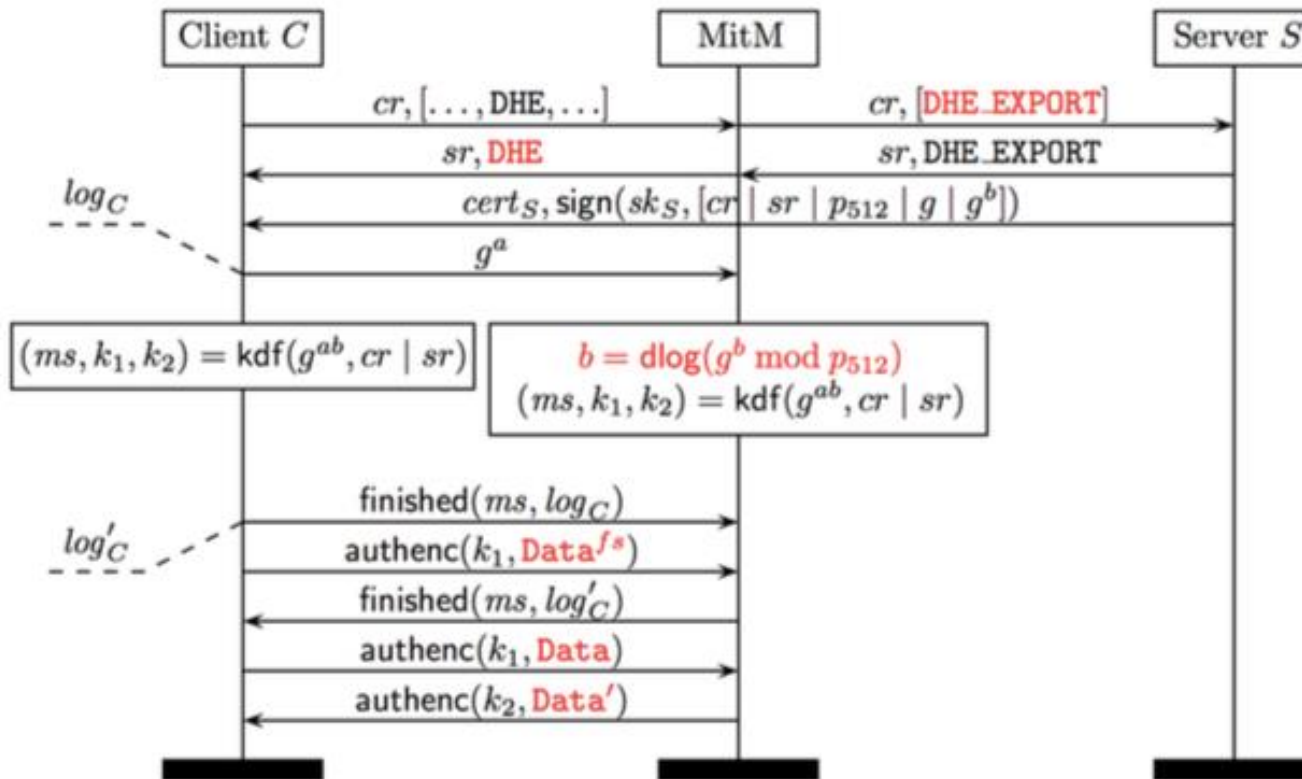 Client C MitM Server S
cr, [..., DHE, ...] cr, [DHE_EXPORT]
sr, DHE sr, DHE_EXPORT
log_C cert_S, sign(sk_S, [cr | sr | p_512 | g | g^b])
g^a
(ms, k_1, k_2) = kdf(g^{ab}, cr | sr)
b = dlog(g^b mod p_512)
(ms, k_1, k_2) = kdf(g^{ab}, cr | sr)
finished(ms, log_C)
log'_C authenc(k_1, Data^{fs})
finished(ms, log'_C)
authenc(k_1, Data)
authenc(k_2, Data')